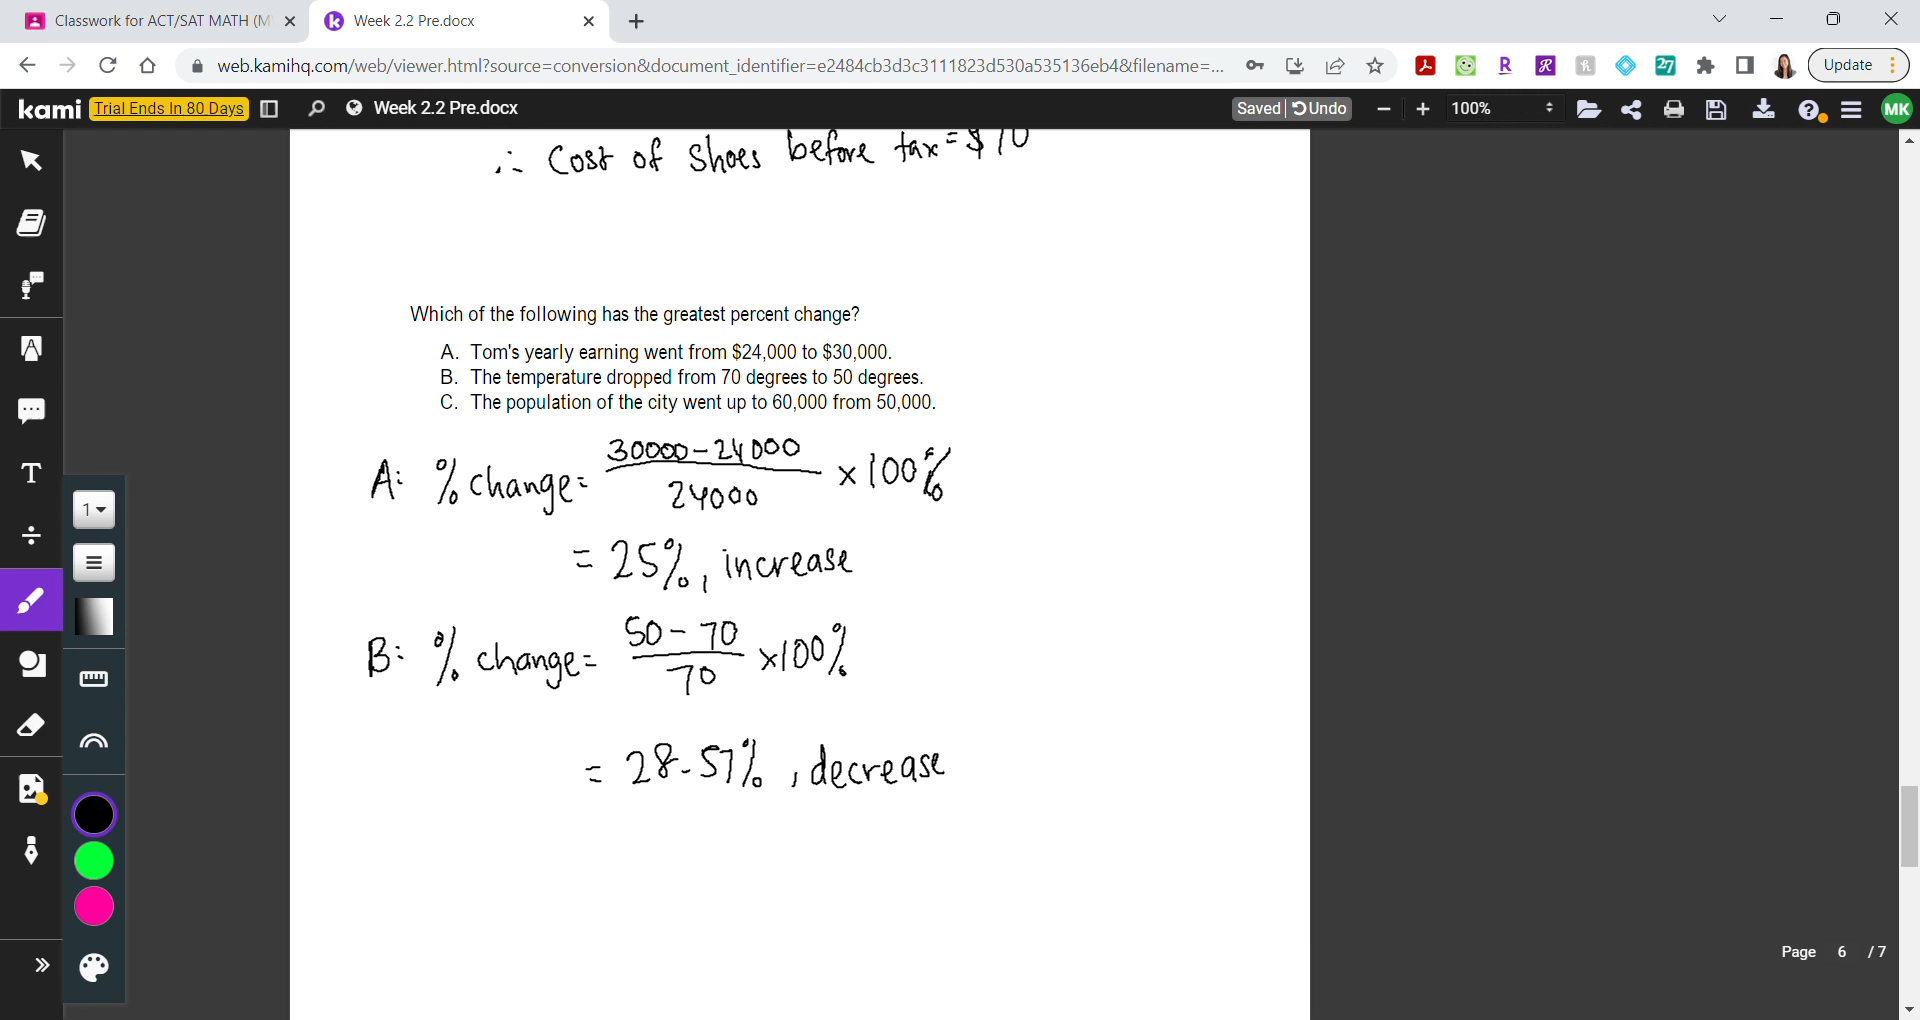 Classwork for ACT/SAT MATH (M
Week 2.2 Pre.docx
web.kamihq.com/web/viewer.html?source=conversion&document_identifier=e2484cb3d3c3111823d530a535136eb4&filename=...
Update
kami Trial Ends In 80 Days
Week 2.2 Pre.docx
Saved Undo
100%
MK
∴ Cost of shoes before tax = $70
Which of the following has the greatest percent change?
A. Tom's yearly earning went from $24,000 to $30,000.
B. The temperature dropped from 70 degrees to 50 degrees.
C. The population of the city went up to 60,000 from 50,000.
30000-24000
A: % change = x 100%
24000
= 25%, increase
50-70
B: % change = x100%
70
= 28.57%, decrease
1
27
Page 6 / 7